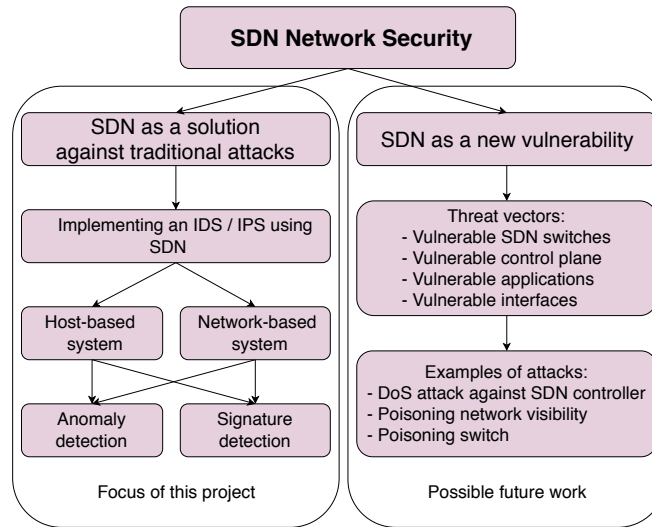 SDN Network Security
SDN as a solution
against traditional attacks
Implementing an IDS / IPS using
SDN
Host-based
system
Network-based
system
Anomaly
detection
Signature
detection
Focus of this project
SDN as a new vulnerability
Threat vectors:
- Vulnerable SDN switches
- Vulnerable control plane
- Vulnerable applications
- Vulnerable interfaces
Examples of attacks:
- DoS attack against SDN controller
- Poisoning network visibility
- Poisoning switch
Possible future work